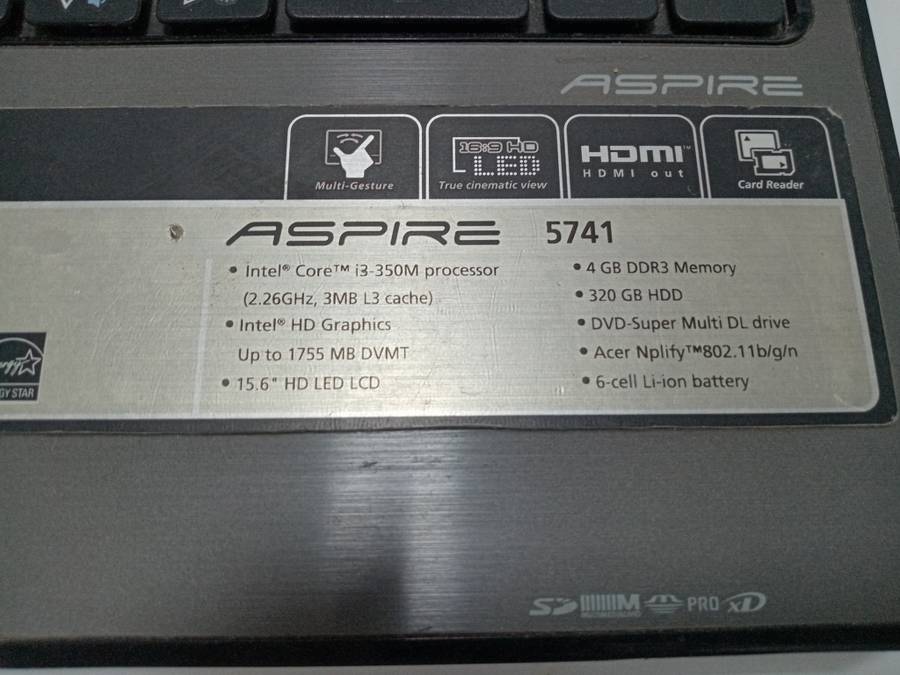 ASPIRE
Multi-Gesture
16:9 HD
LED
True cinematic view
HDMI™
HDMI out
Card Reader
ASPIRE 5741
• Intel® Core™ i3-350M processor
(2.26GHz, 3MB L3 cache)
• Intel® HD Graphics
Up to 1755 MB DVMT
• 15.6" HD LED LCD
• 4 GB DDR3 Memory
• 320 GB HDD
• DVD-Super Multi DL drive
• Acer Nplify™802.11b/g/n
• 6-cell Li-ion battery
GY STAR
SD
PRO xD